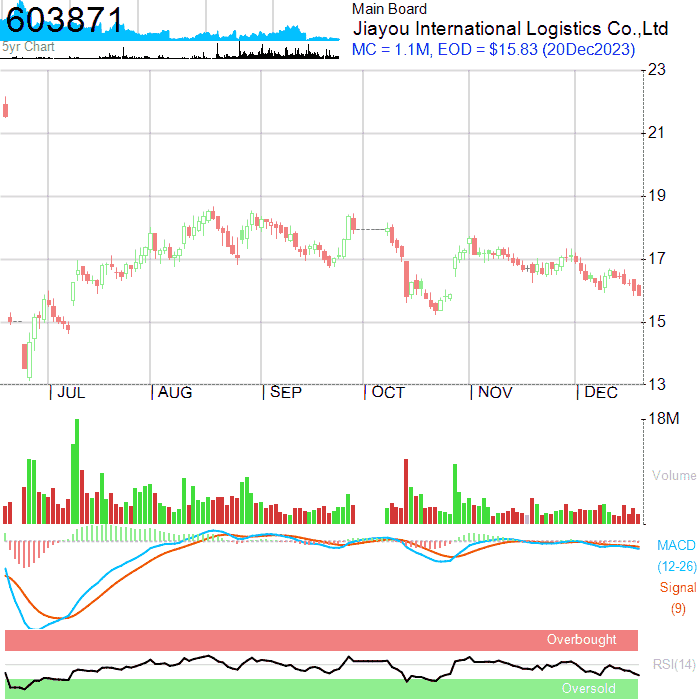 603871
5yr Chart
Main Board
Jiayou International Logistics Co.,Ltd
MC = 1.1M, EOD = $15.83 (20Dec2023)
23
21
19
17
15
13
JUL
AUG
SEP
OCT
NOV
DEC
18M
Volume
MACD
(12-26)
Signal
(9)
Overbought
RSI(14)
Oversold